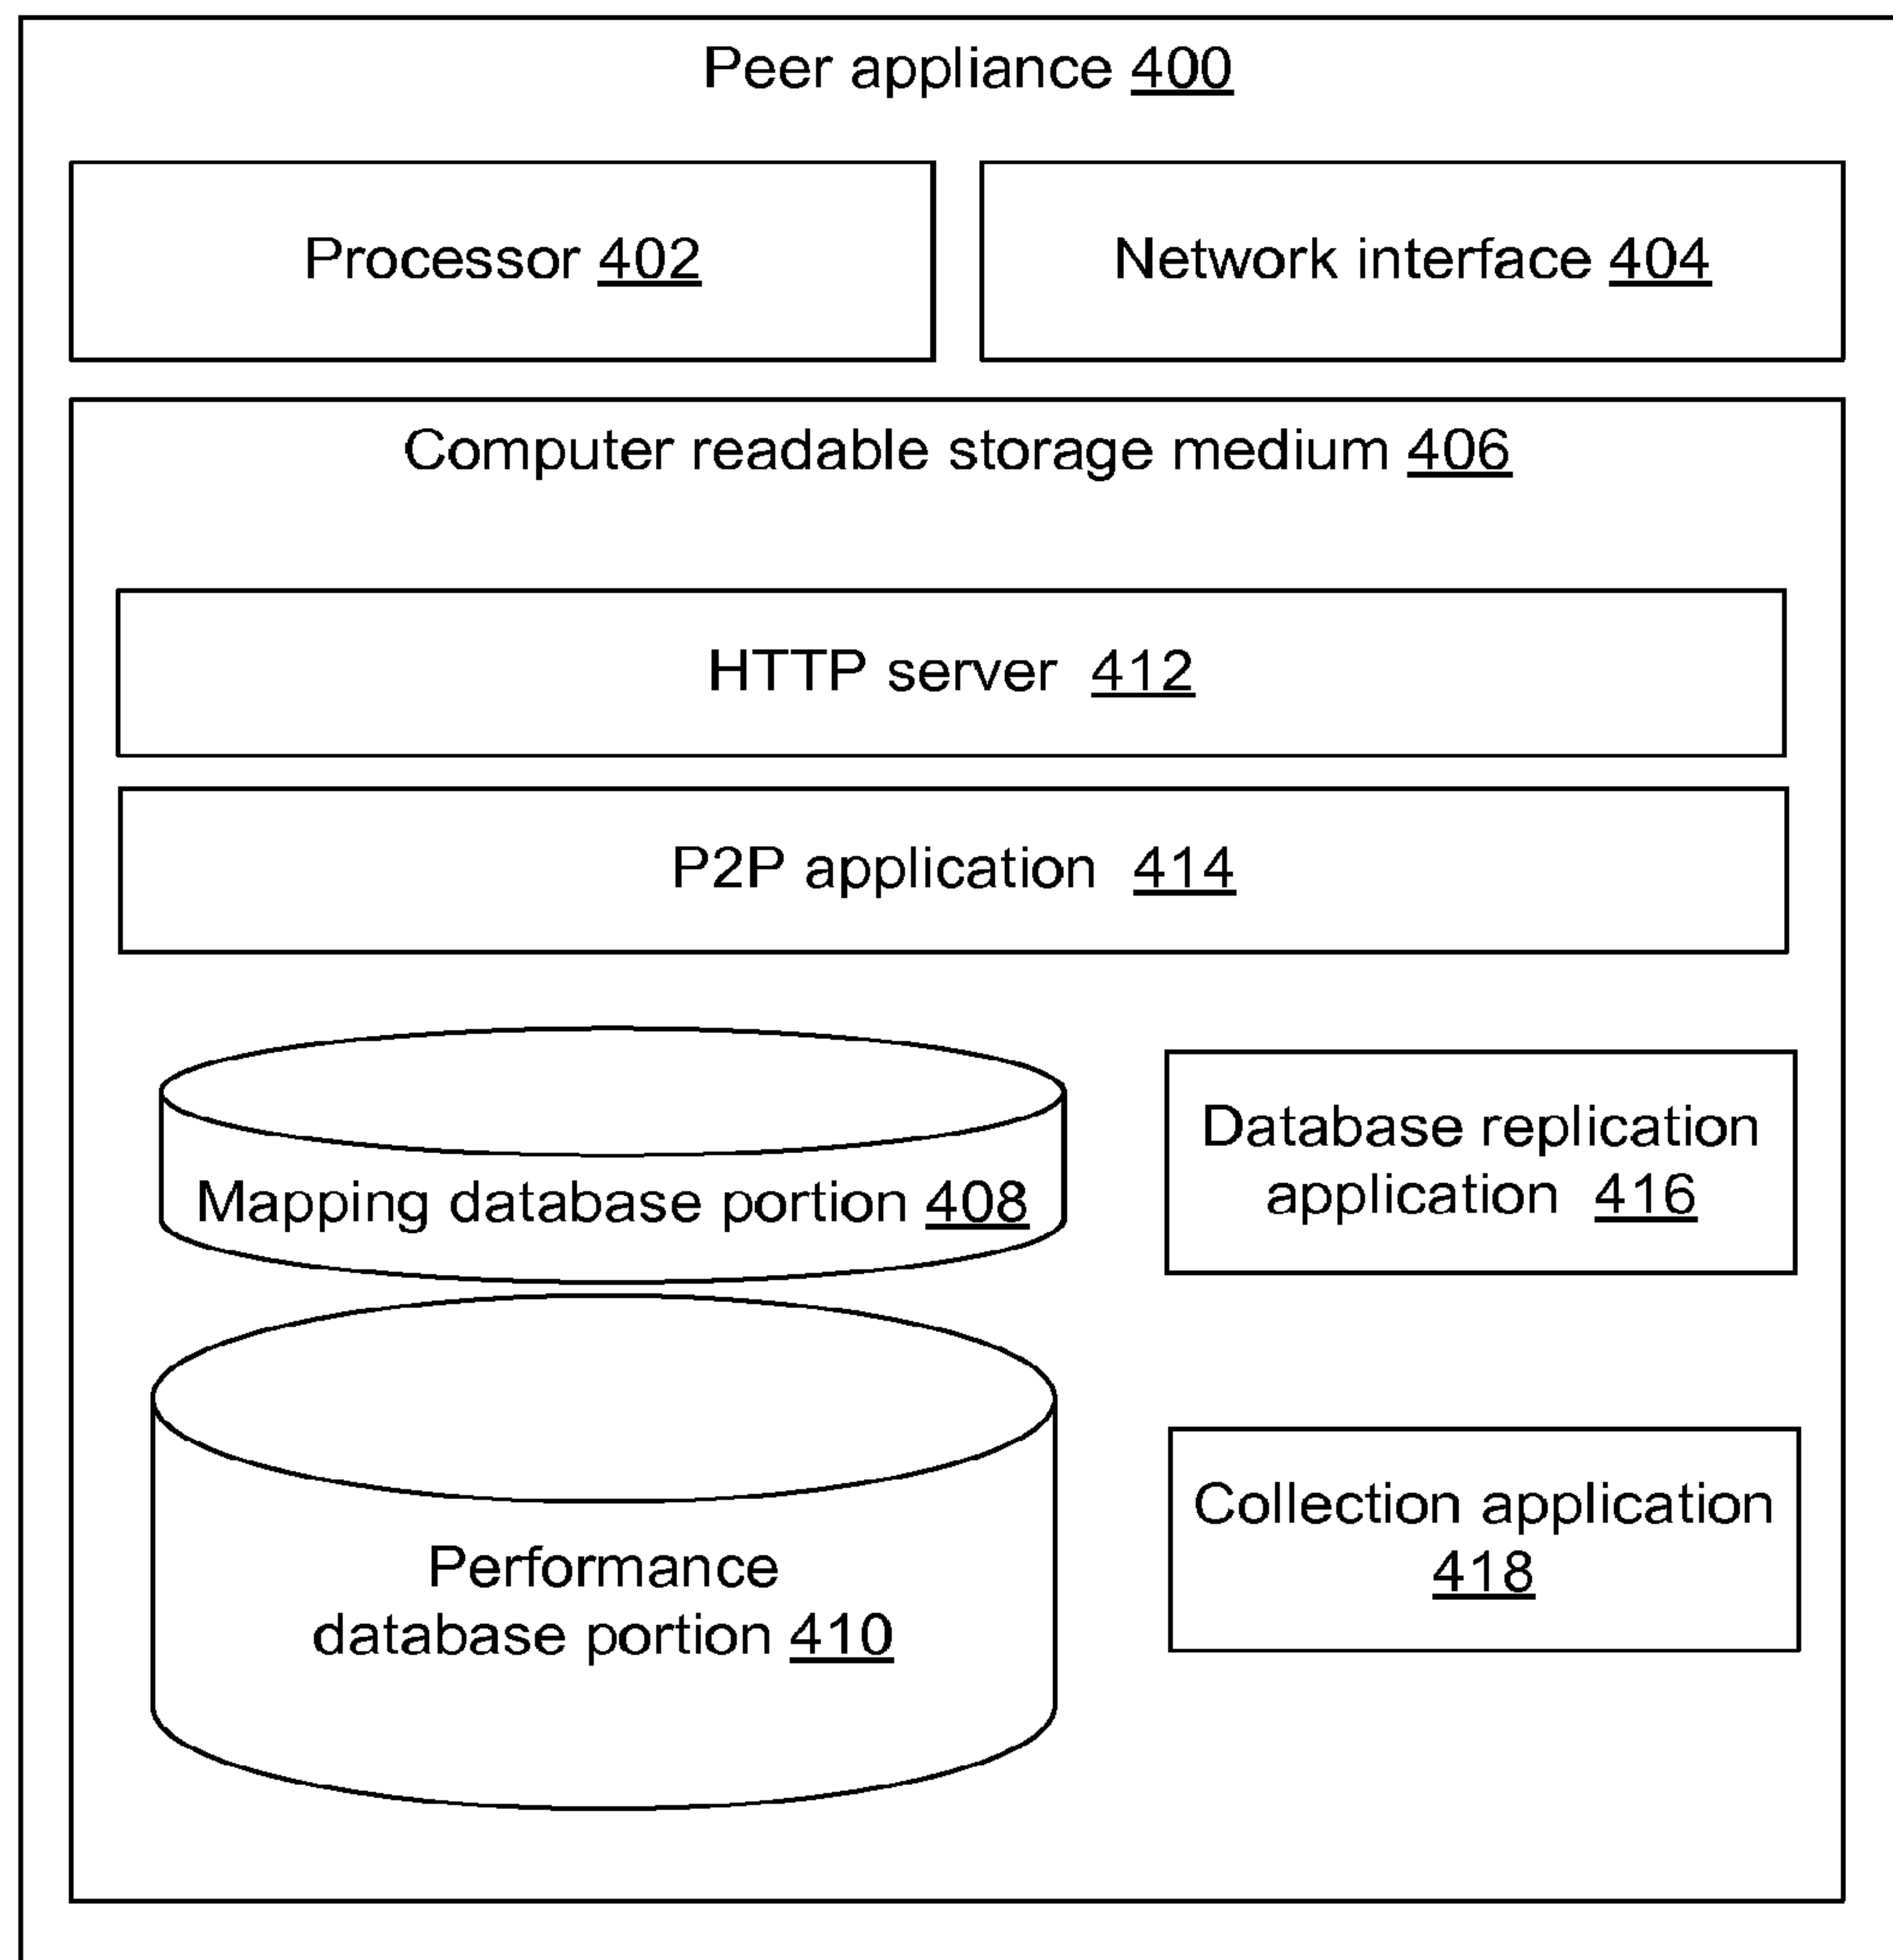 Peer appliance 400
Processor 402
Network interface 404
Computer readable storage medium 406
HTTP server 412
P2P application 414
Mapping database portion 408
Database replication
application 416
Performance
database portion 410
Collection application
418